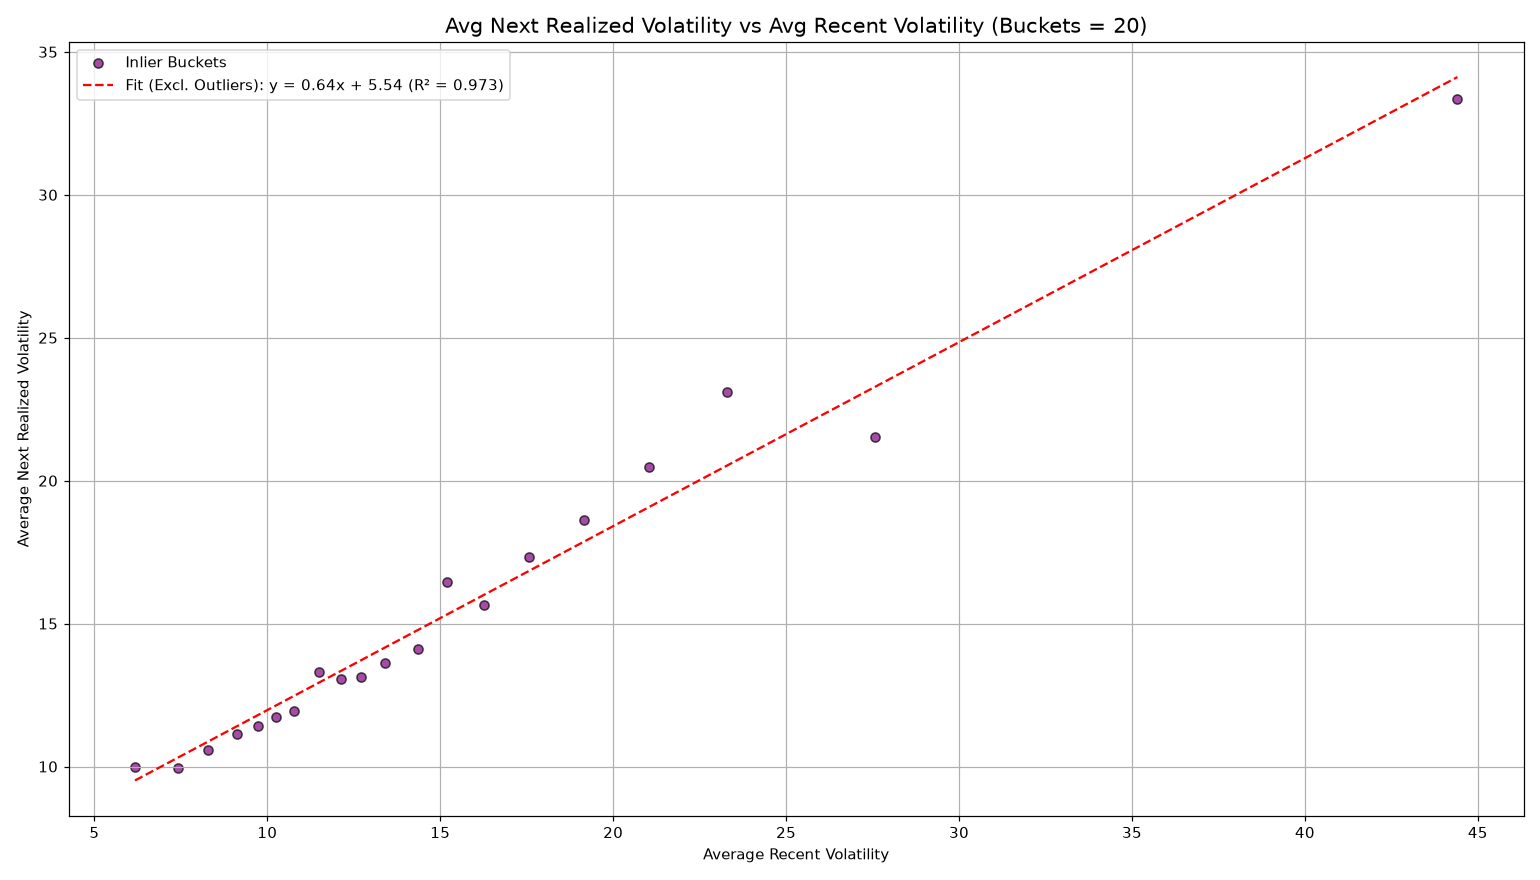 Avg Next Realized Volatility vs Avg Recent Volatility (Buckets = 20)
Inlier Buckets
Fit (Excl. Outliers): y = 0.64x + 5.54 (R² = 0.973)
Average Next Realized Volatility
35
30
25
20
15
10
5 10 15 20 25 30 35 40 45
Average Recent Volatility